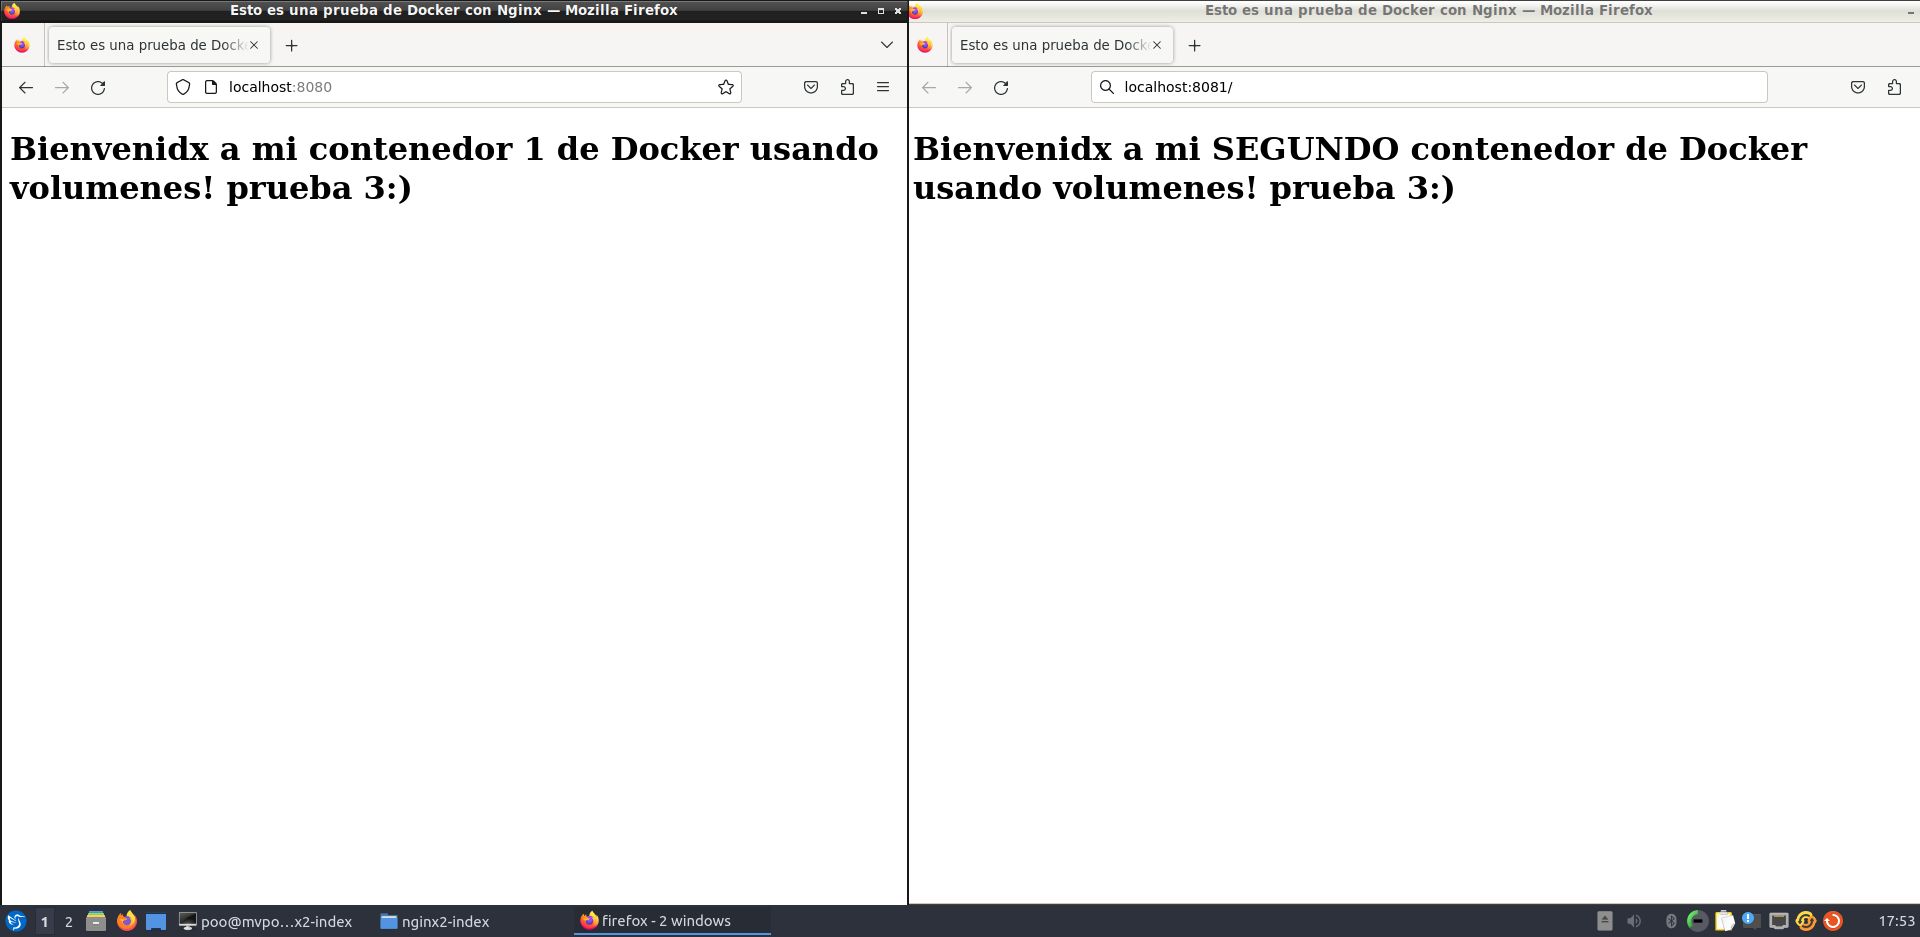 Esto es una prueba de Docker con Nginx — Mozilla Firefox
Esto es una prueba de Dock
localhost:8080
Bienvenidx a mi contenedor 1 de Docker usando
volumenes! prueba 3:)
Esto es una prueba de Docker con Nginx — Mozilla Firefox
Esto es una prueba de Dock
localhost:8081/
Bienvenidx a mi SEGUNDO contenedor de Docker
usando volumenes! prueba 3:)
1 2 poo@mvpo...x2-index nginx2-index firefox - 2 windows 17:53